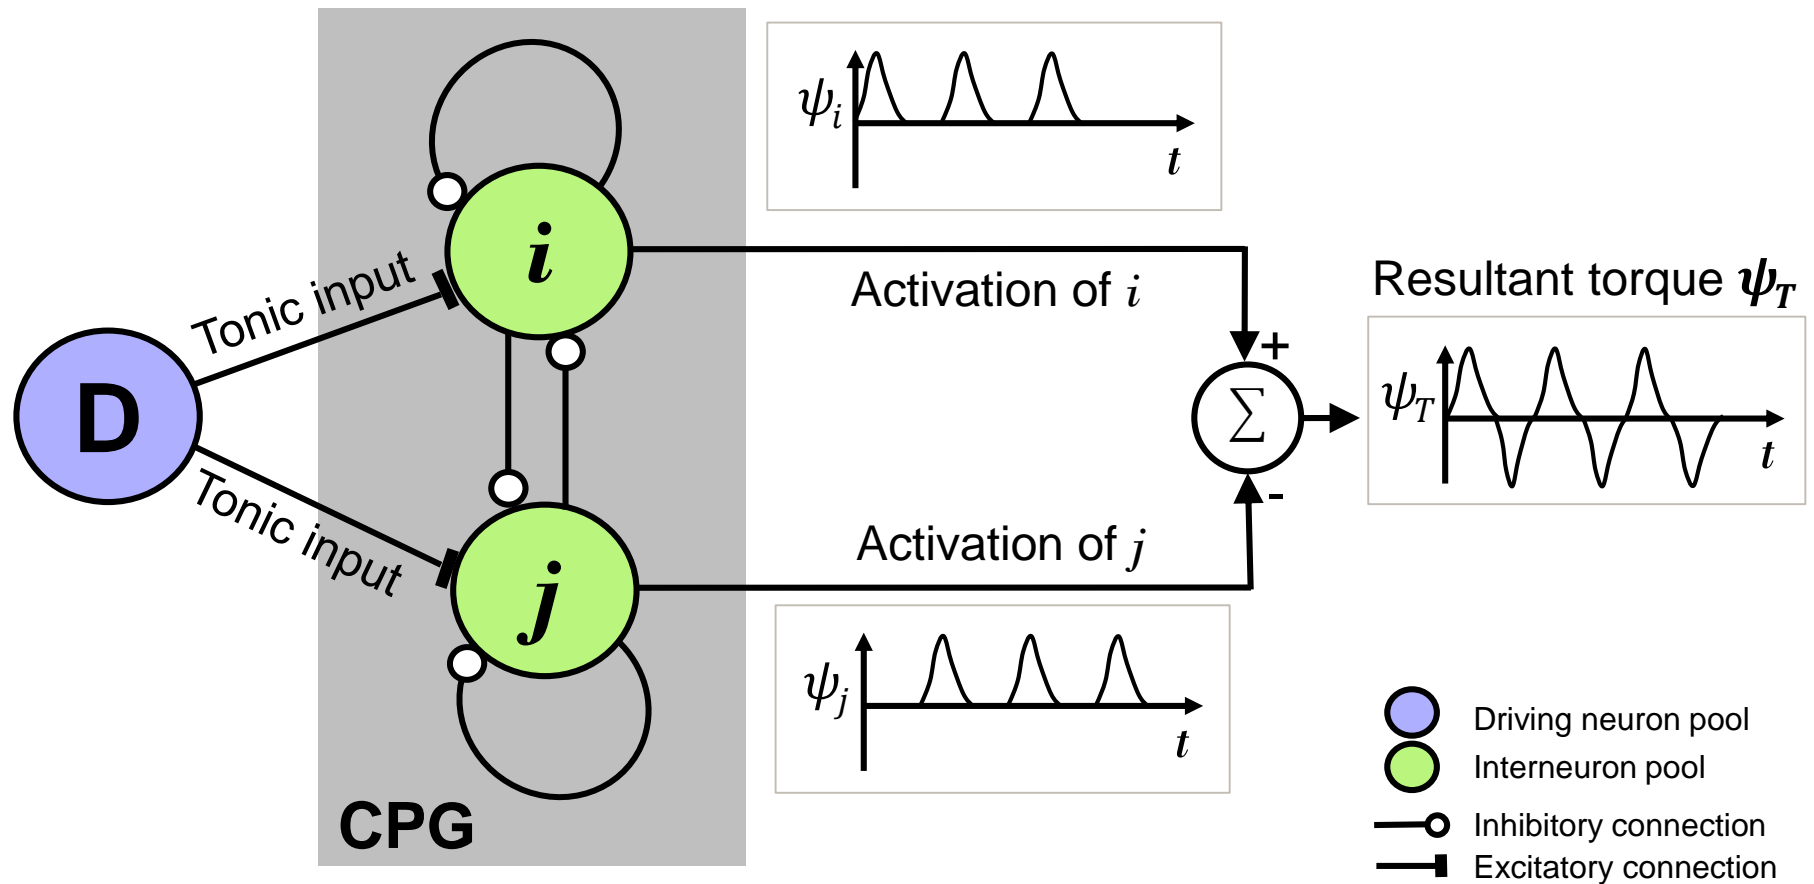 ψi
t
i
Tonic input
Activation of i
Resultant torque ψT
D
+
Σ
ψT
t
-
Tonic input
Activation of j
j
ψj
t
CPG
Driving neuron pool
Interneuron pool
Inhibitory connection
Excitatory connection